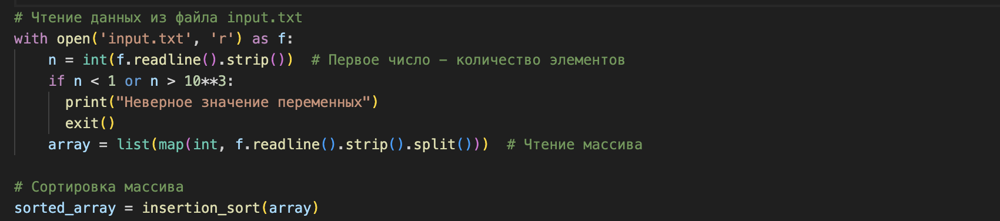 # Чтение данных из файла input.txt
with open('input.txt', 'r') as f:
    n = int(f.readline().strip())  # Первое число – количество элементов
    if n < 1 or n > 10**3:
      print("Неверное значение переменных")
      exit()
    array = list(map(int, f.readline().strip().split()))  # Чтение массива

# Сортировка массива
sorted_array = insertion_sort(array)